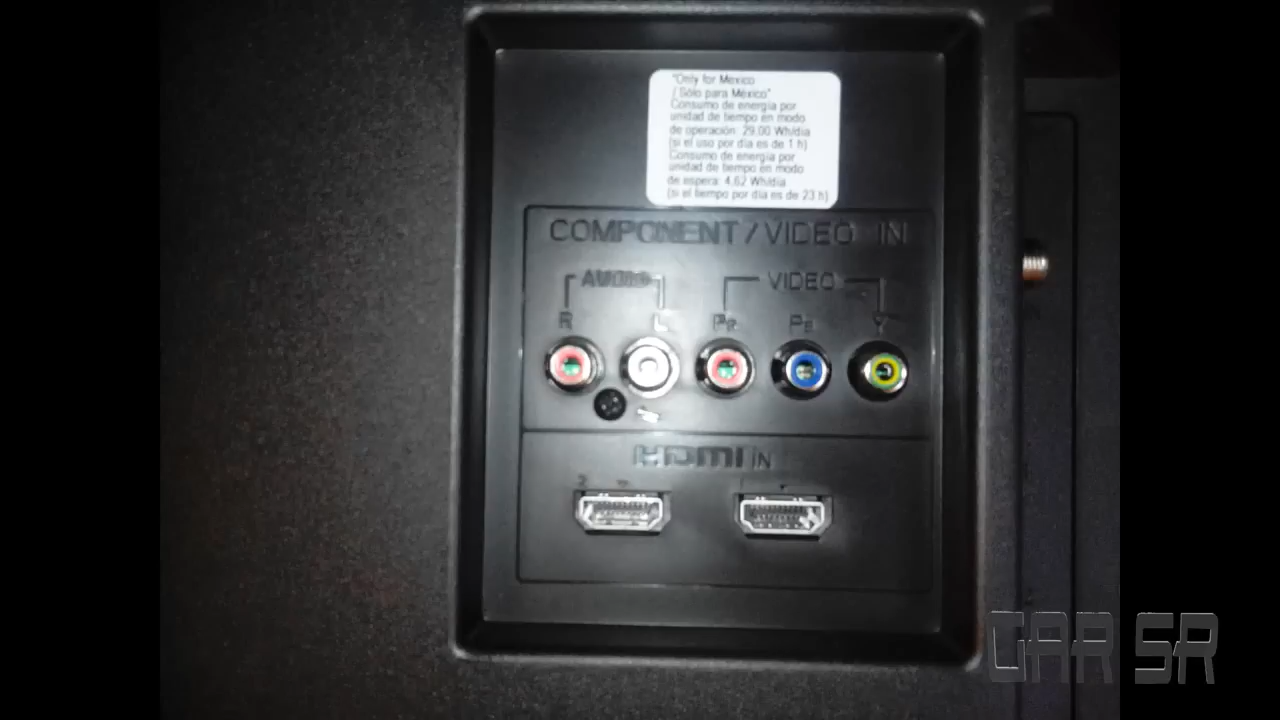 "Only for Mexico
/ Sólo para México"
Consumo de energía por
unidad de tiempo en modo
de operación: 29.00 Wh/día
(si el uso por día es de 1 h)
Consumo de energía por
unidad de tiempo en modo
de espera: 4.62 Wh/día
(si el tiempo por día es de 23 h)
COMPONENT / VIDEO IN
AUDIO VIDEO
R L PR PB Y
HDMI IN
2
GAR SR